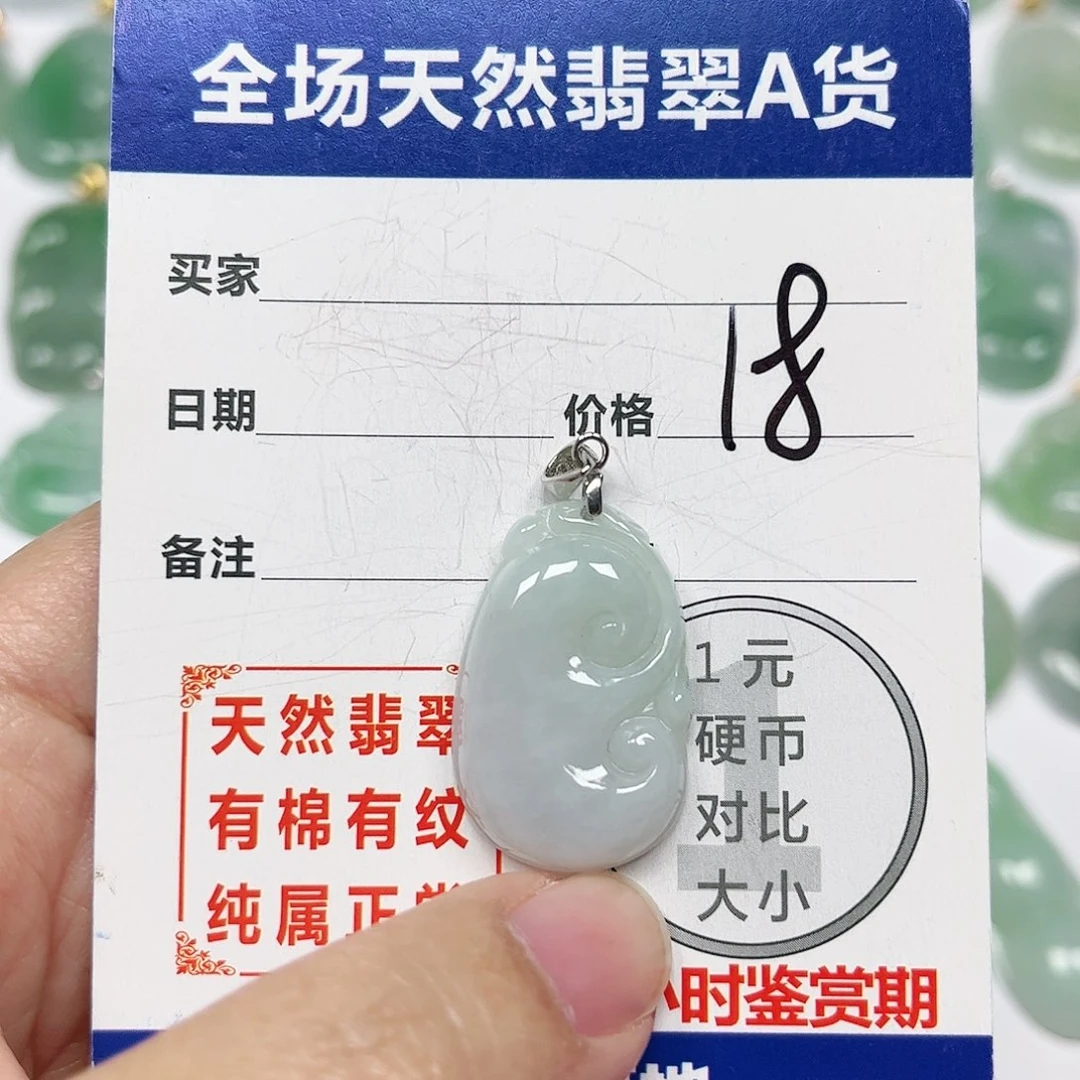 全场天然翡翠A货
买家
日期 价格 18
备注
天然翡翠
有棉有纹
纯属正常
1元
硬币
对比
大小
小时鉴赏期